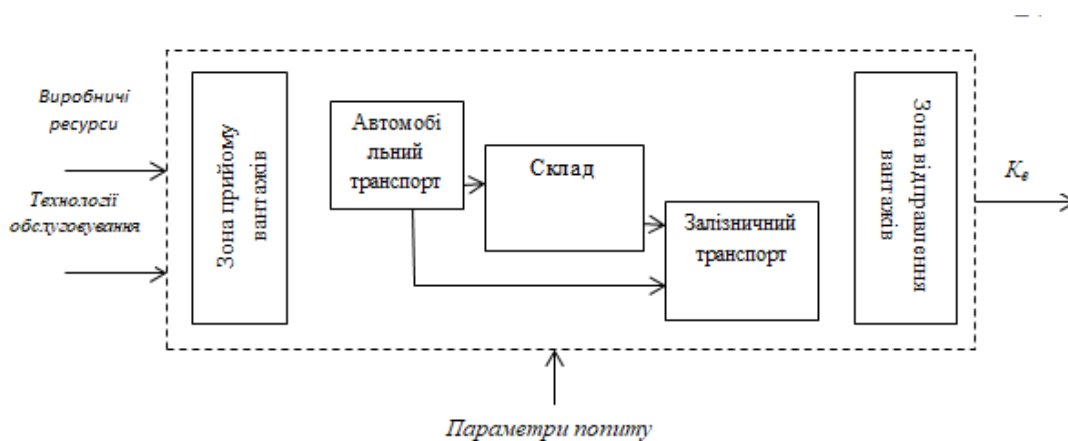 Виробничі
ресурси
Технології
обслуговування
Зона прийому
вантажів
Автомобі
льний
транспорт
Склад
Залізничний
транспорт
Зона відправлення
вантажів
Kв
Параметри попиту